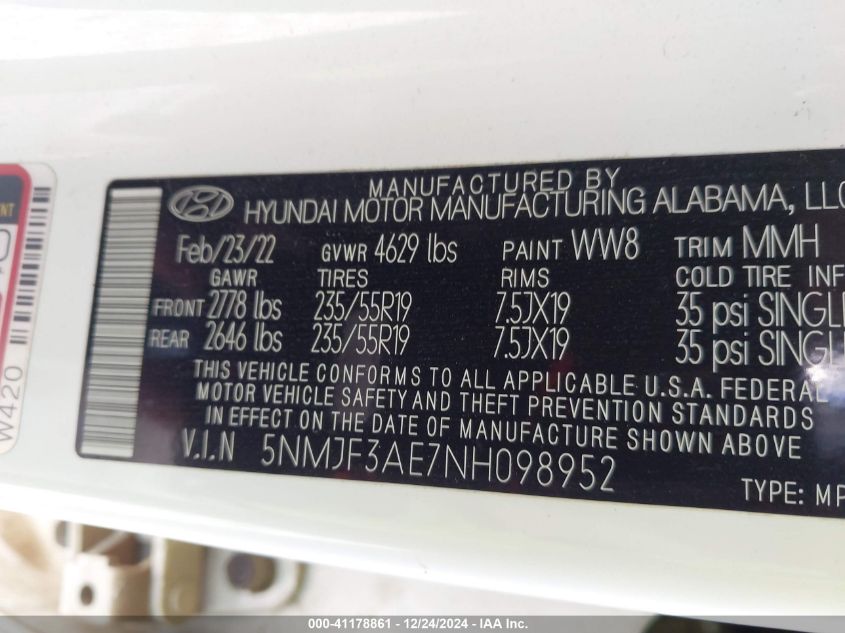 MANUFACTURED BY
HYUNDAI MOTOR MANUFACTURING ALABAMA, LLC
Feb/23/22 GVWR 4629 lbs PAINT WW8 TRIM MMH
GAWR TIRES RIMS COLD TIRE INF
FRONT 2778 lbs 235/55R19 7.5JX19 35 psi SINGLE
REAR 2646 lbs 235/55R19 7.5JX19 35 psi SINGLE
THIS VEHICLE CONFORMS TO ALL APPLICABLE U.S.A. FEDERAL
MOTOR VEHICLE SAFETY AND THEFT PREVENTION STANDARDS
IN EFFECT ON THE DATE OF MANUFACTURE SHOWN ABOVE
V.I.N 5NMJF3AE7NH098952
TYPE: MP
W420
000-41178861 - 12/24/2024 - IAA Inc.